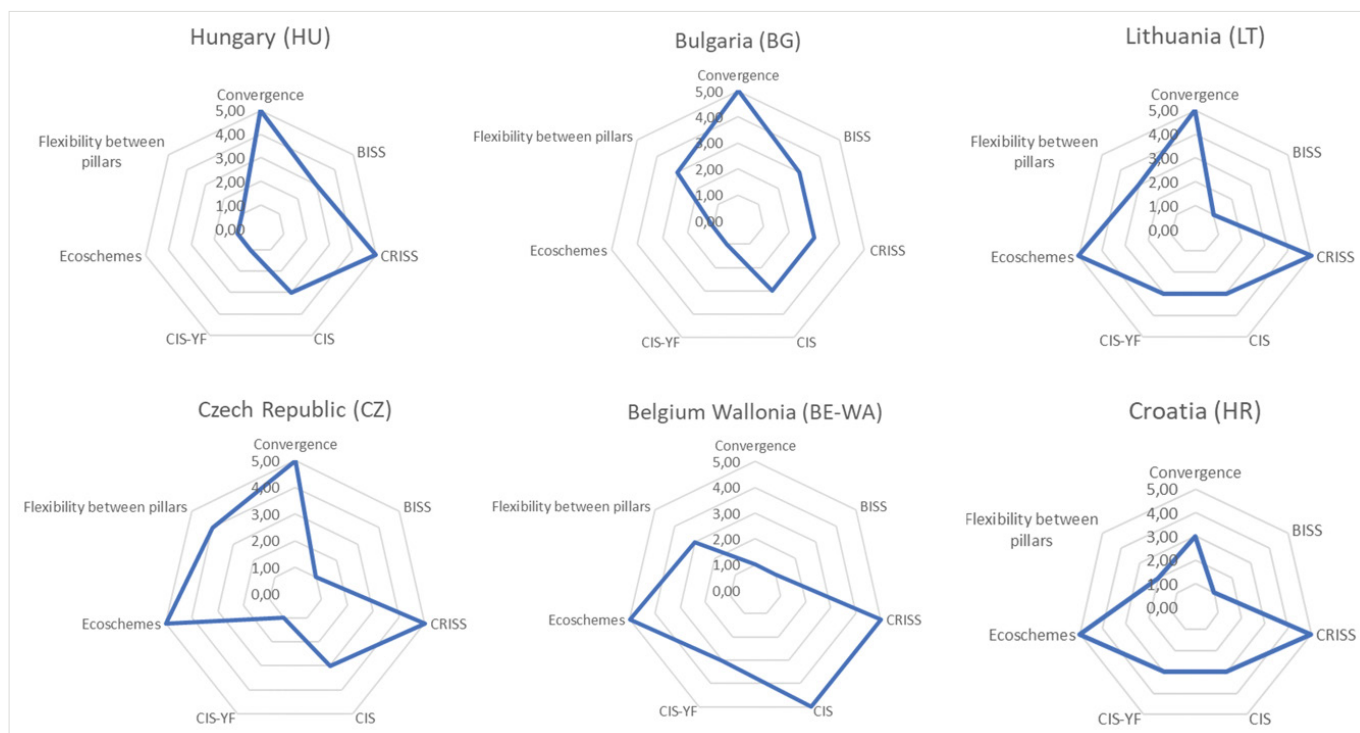 Hungary (HU)
Convergence
5,00
4,00
3,00
2,00
1,00
0,00
BISS
CRISS
CIS
CIS-YF
Ecoschemes
Flexibility between
pillars
Bulgaria (BG)
Convergence
5,00
4,00
3,00
2,00
1,00
0,00
BISS
CRISS
CIS
CIS-YF
Ecoschemes
Flexibility between pillars
Lithuania (LT)
Convergence
5,00
4,00
3,00
2,00
1,00
0,00
BISS
CRISS
CIS
CIS-YF
Ecoschemes
Flexibility between
pillars
Czech Republic (CZ)
Convergence
5,00
4,00
3,00
2,00
1,00
0,00
BISS
CRISS
CIS
CIS-YF
Ecoschemes
Flexibility between pillars
Belgium Wallonia (BE-WA)
Convergence
5,00
4,00
3,00
2,00
1,00
0,00
BISS
CRISS
CIS
CIS-YF
Ecoschemes
Flexibility between pillars
Croatia (HR)
Convergence
5,00
4,00
3,00
2,00
1,00
0,00
BISS
CRISS
CIS
CIS-YF
Ecoschemes
Flexibility between
pillars